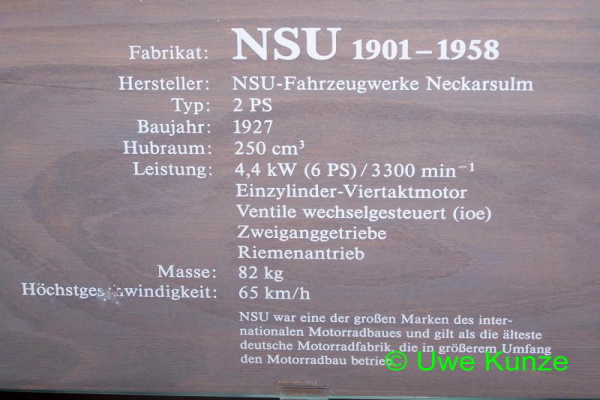 Fabrikat: NSU 1901–1958
Hersteller: NSU-Fahrzeugwerke Neckarsulm
Typ: 2 PS
Baujahr: 1927
Hubraum: 250 cm³
Leistung: 4,4 kW (6 PS) / 3300 min⁻¹
Einzylinder-Viertaktmotor
Ventile wechselgesteuert (ioe)
Zweiganggetriebe
Riemenantrieb
Masse: 82 kg
Höchstgeschwindigkeit: 65 km/h
NSU war eine der großen Marken des inter-
nationalen Motorradbaues und gilt als die älteste
deutsche Motorradfabrik, die in größerem Umfang
den Motorradbau betrieb.
© Uwe Kunze